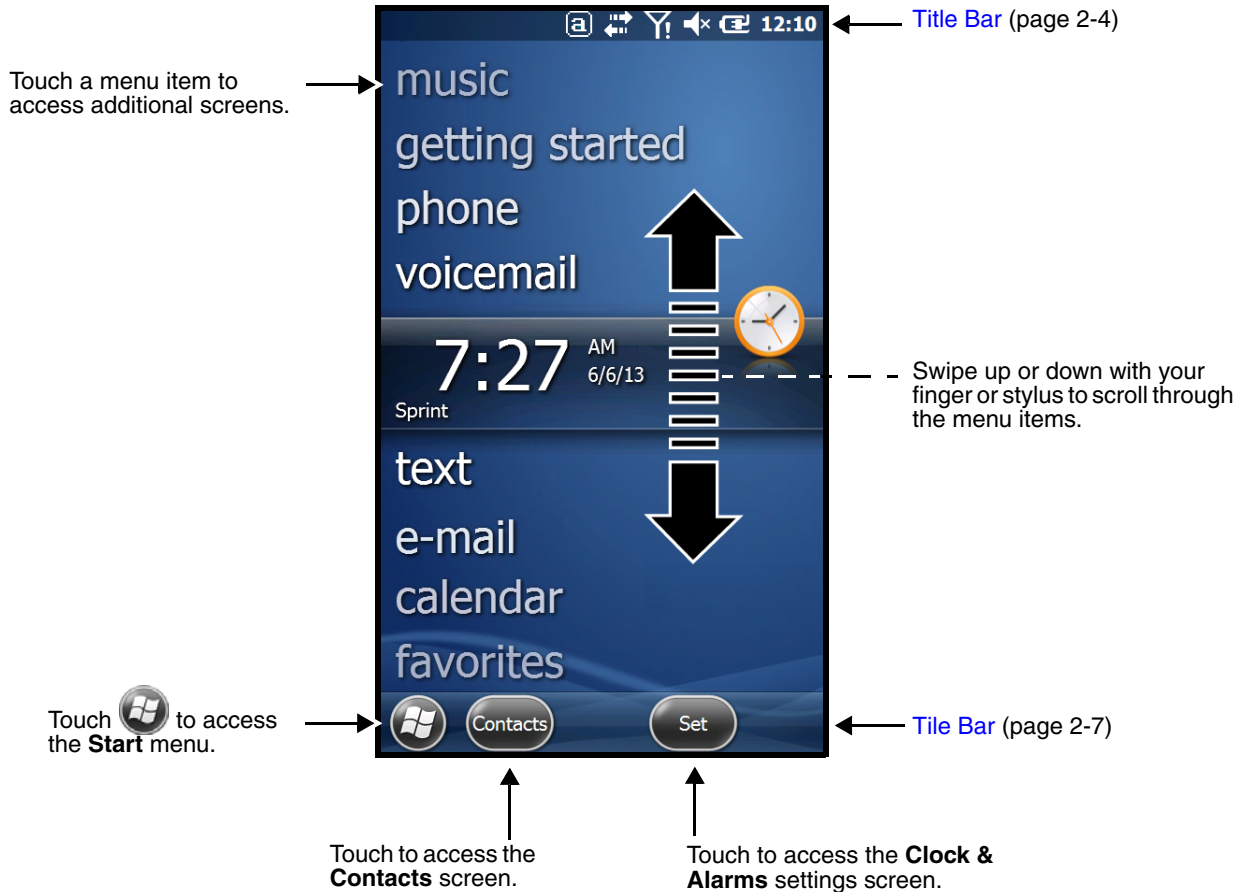 a 12:10
Title Bar (page 2-4)
Touch a menu item to
access additional screens.
music
getting started
phone
voicemail
7:27 AM
6/6/13
Sprint
Swipe up or down with your
finger or stylus to scroll through
the menu items.
text
e-mail
calendar
favorites
Touch to access
the Start menu.
Contacts
Set
Tile Bar (page 2-7)
Touch to access the
Contacts screen.
Touch to access the Clock &
Alarms settings screen.